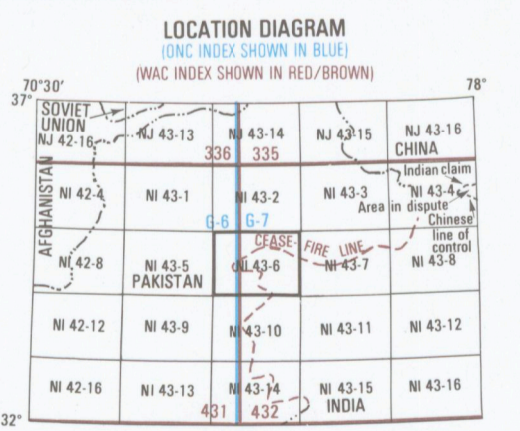 LOCATION DIAGRAM
(ONC INDEX SHOWN IN BLUE)
(WAC INDEX SHOWN IN RED/BROWN)
70°30' 78°
37°
SOVIET
UNION
NJ 42-16 NJ 43-13 NJ 43-14 NJ 43-15 NJ 43-16
CHINA
336 335
Indian claim
AFGHANISTAN
NI 42-4 NI 43-1 NI 43-2 NI 43-3 NI 43-4
Area in dispute
Chinese
line of
control
G-6 G-7
CEASE-FIRE LINE
NI 42-8 NI 43-5 NI 43-6 NI 43-7 NI 43-8
PAKISTAN
NI 42-12 NI 43-9 NI 43-10 NI 43-11 NI 43-12
NI 42-16 NI 43-13 NI 43-14 NI 43-15 NI 43-16
INDIA
431 432
32°